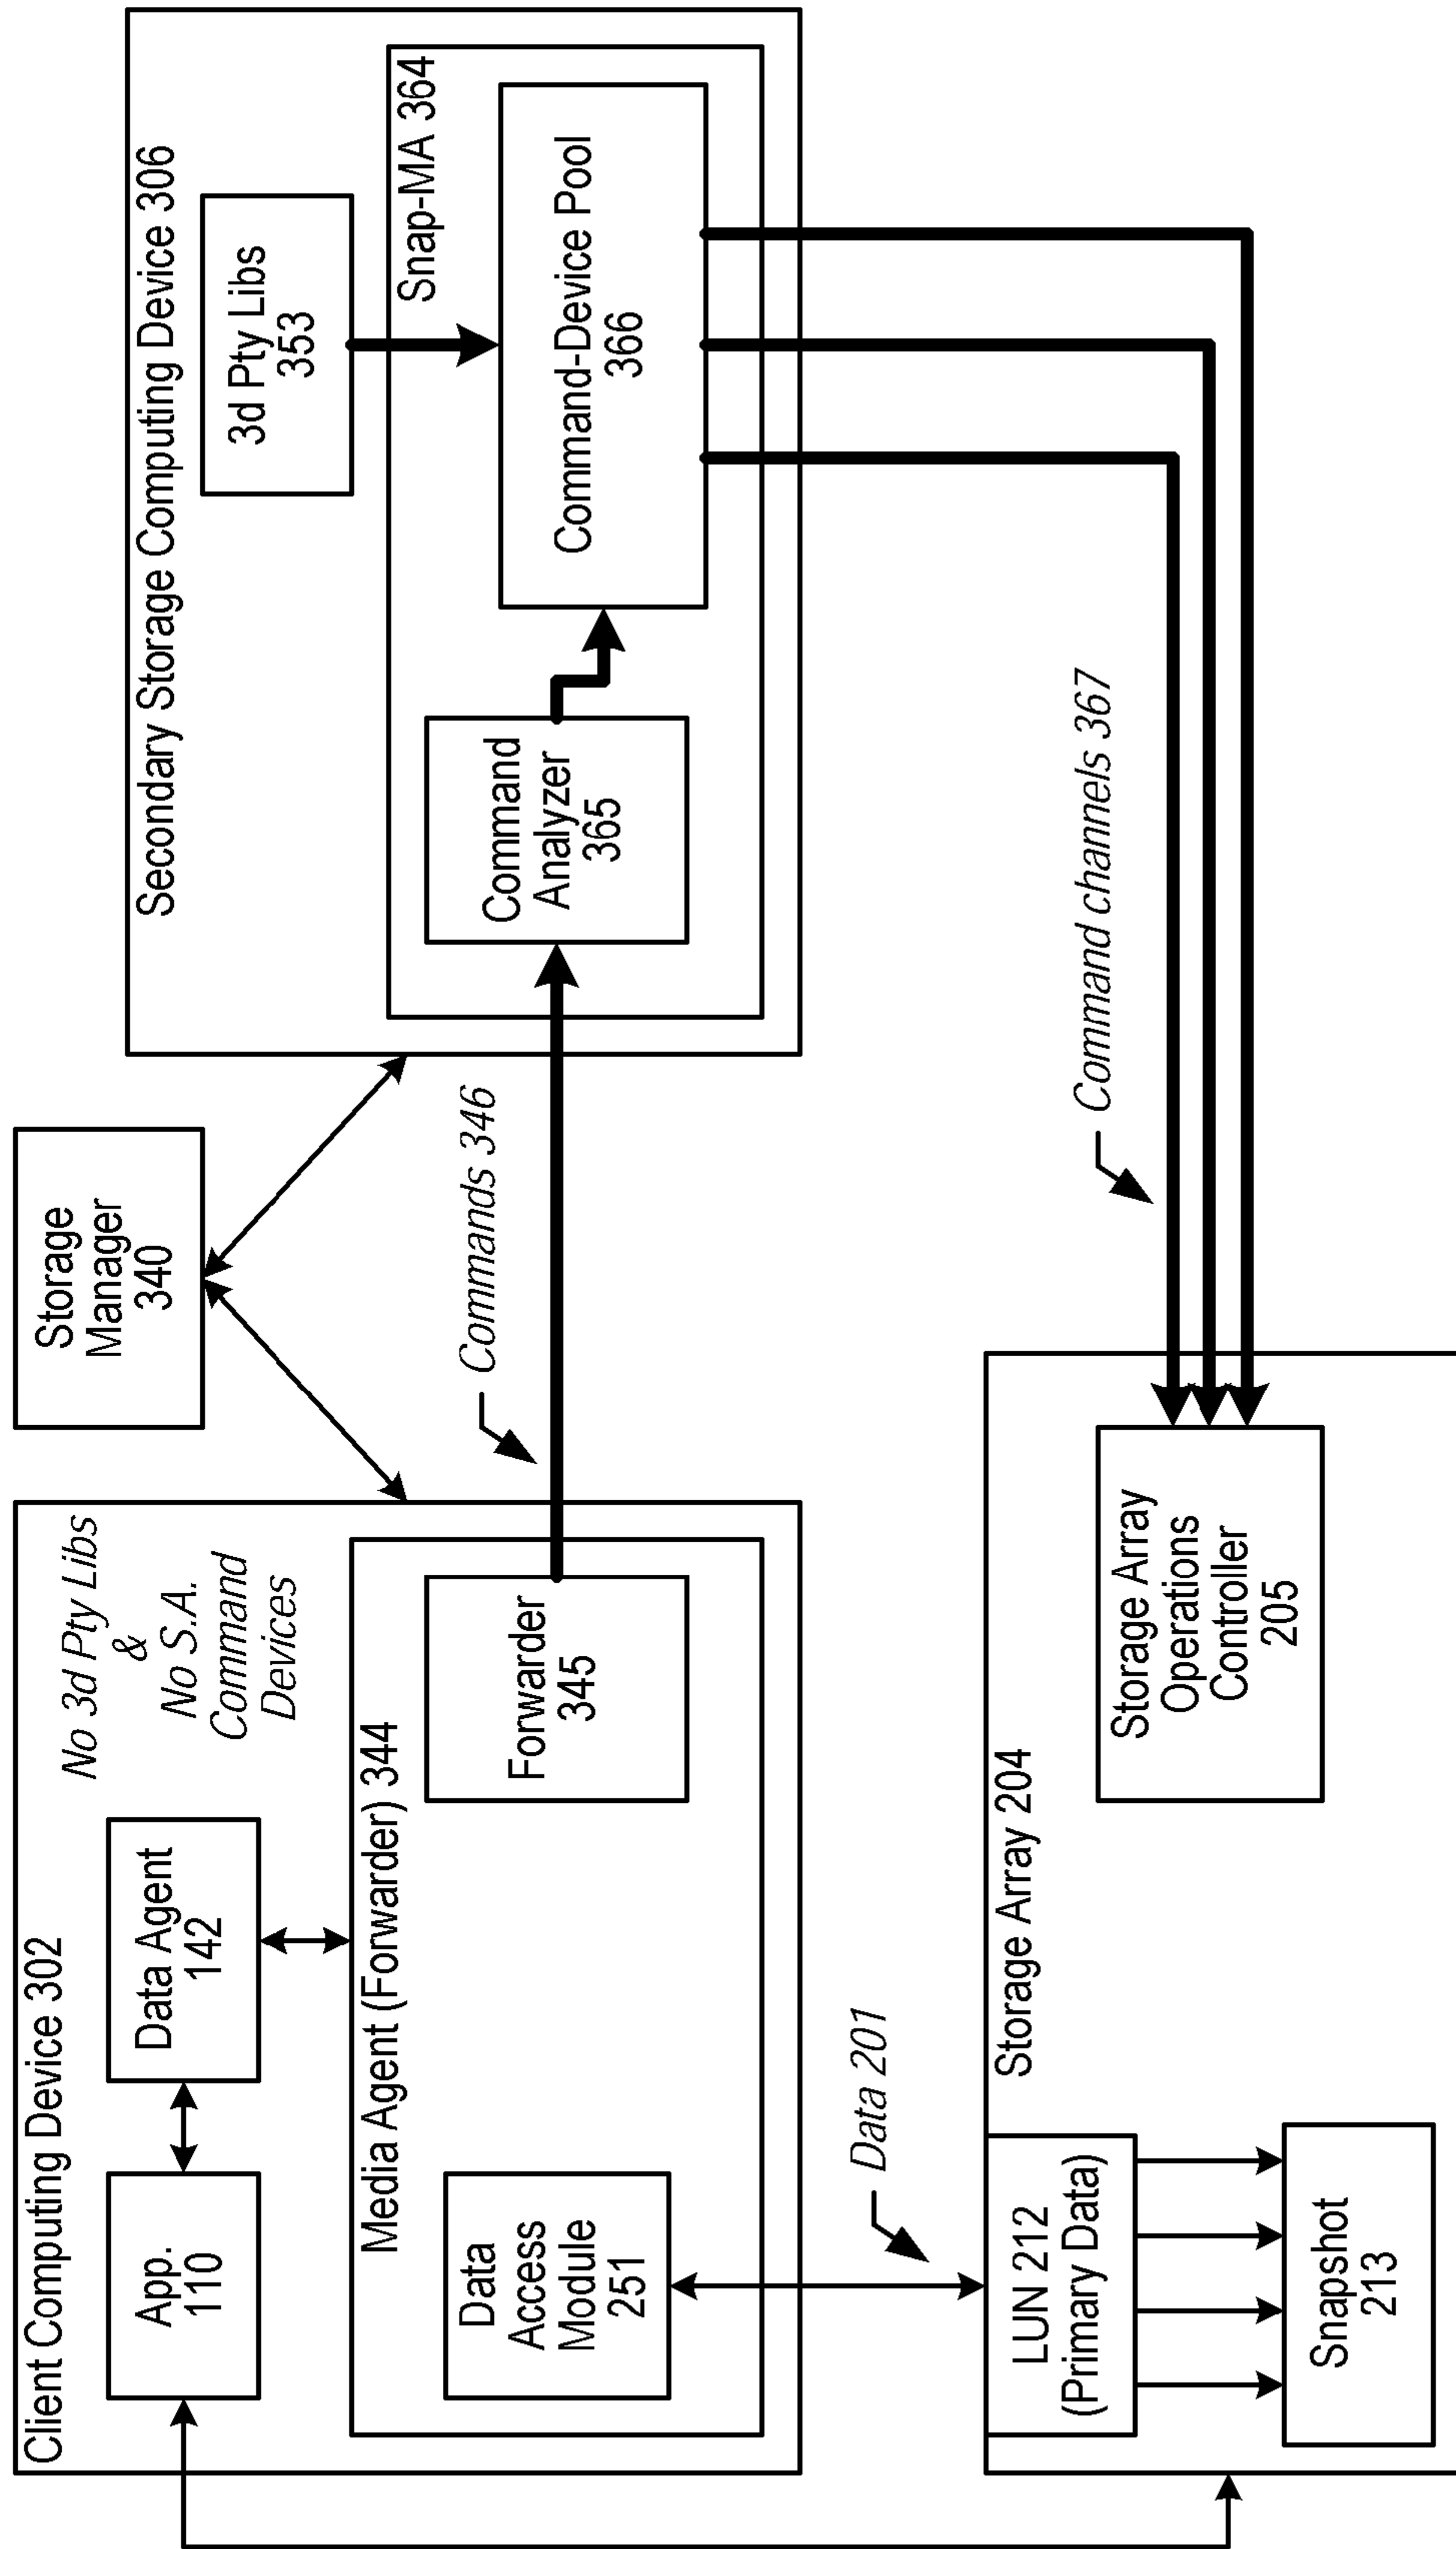 Client Computing Device 302
App.
110
Data Agent
142
No 3d Pty Libs
&
No S.A.
Command
Devices
Media Agent (Forwarder) 344
Data
Access
Module
251
Forwarder
345
Storage
Manager
340
Commands 346
Secondary Storage Computing Device 306
3d Pty Libs
353
Snap-MA 364
Command
Analyzer
365
Command-Device Pool
366
Data 201
Command channels 367
Storage Array 204
LUN 212
(Primary Data)
Snapshot
213
Storage Array
Operations
Controller
205